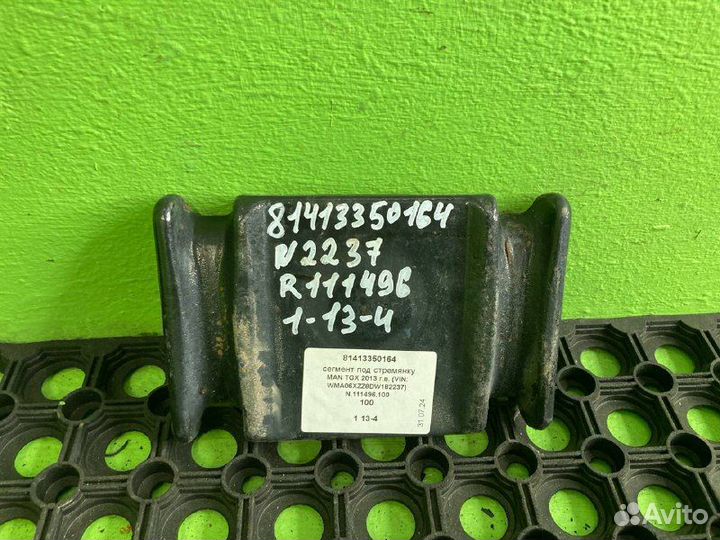 81413350164
N2237
R111496
1-13-4
81413350164
сегмент под стремянку
MAN TGX 2013 г.в. (VIN:
WMA06XZZ6DW182237)
N.111496.100
100
1 13-4
31.07.24
Avito